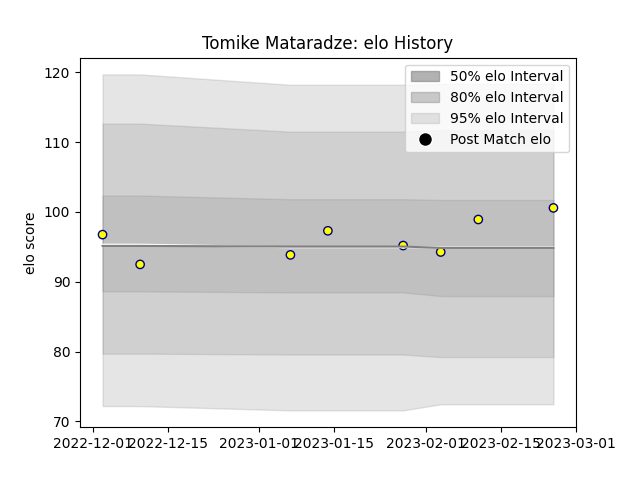 Tomike Mataradze: elo History
50% elo Interval
80% elo Interval
95% elo Interval
Post Match elo
elo score
120
110
100
90
80
70
2022-12-01 2022-12-15 2023-01-01 2023-01-15 2023-02-01 2023-02-15 2023-03-01